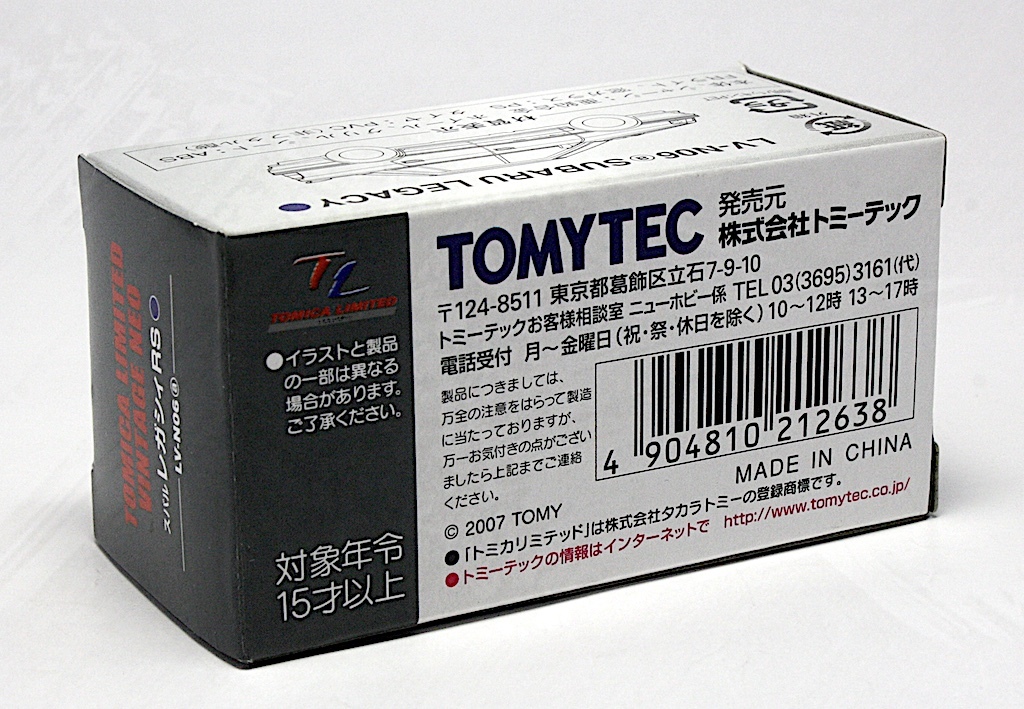 LV-N06ⓐSUBARU LEGACY
材質表示
TOMICA LIMITED
VINTAGE NEO
LV-N06ⓐ
スバル レガシィ RS
TL
TOMICA LIMITED
●イラストと製品
の一部は異なる
場合があります。
ご了承ください。
対象年令
15才以上
TOMYTEC
発売元
株式会社トミーテック
〒124-8511 東京都葛飾区立石7-9-10
トミーテックお客様相談室 ニューホビー係 TEL 03(3695)3161(代)
電話受付 月〜金曜日(祝・祭・休日を除く)10〜12時 13〜17時
製品につきましては、
万全の注意をはらって製造
に当たっておりますが、
万一お気付きの点がござい
ましたら上記までご連絡
ください。
4 904810 212638
MADE IN CHINA
© 2007 TOMY
●「トミカリミテッド」は株式会社タカラトミーの登録商標です。
●トミーテックの情報はインターネットで http://www.tomytec.co.jp/